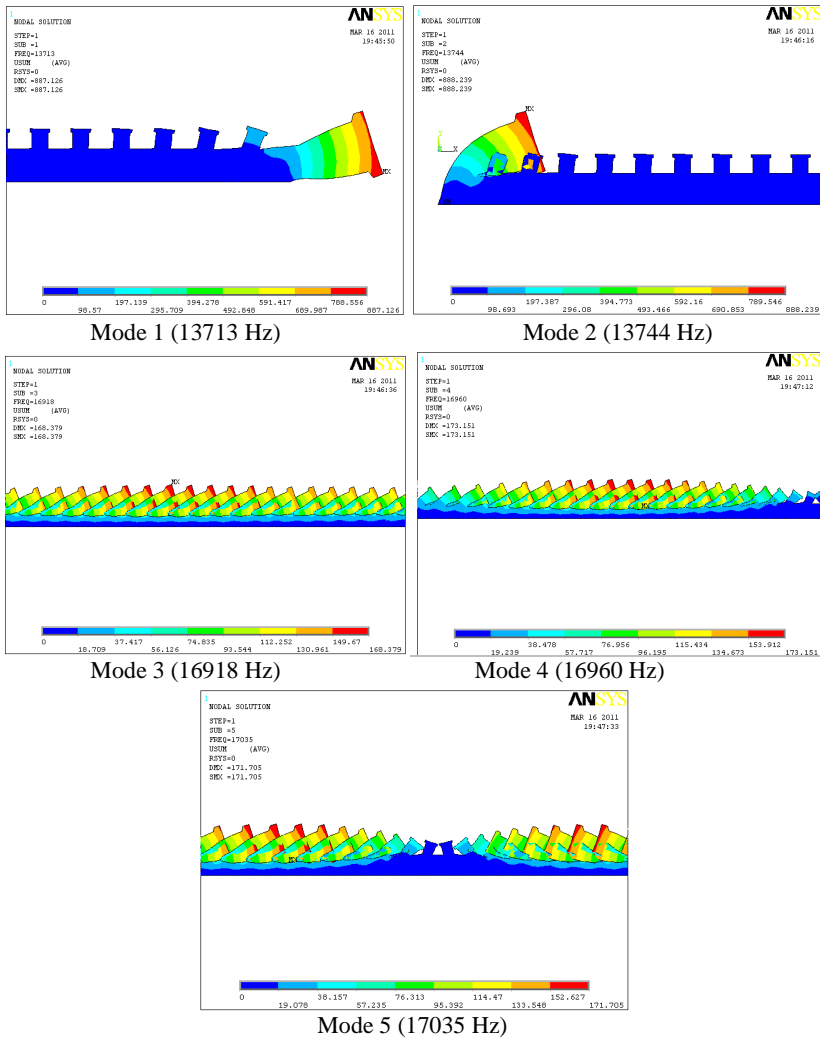 1
NODAL SOLUTION
STEP=1
SUB =1
FREQ=13713
USUM (AVG)
RSYS=0
DMX =887.126
SMX =887.126
ANSYS
MAR 16 2011
19:45:50
MX
0 98.57 197.139 295.709 394.278 492.848 591.417 689.987 788.556 887.126
Mode 1 (13713 Hz)
1
NODAL SOLUTION
STEP=1
SUB =2
FREQ=13744
USUM (AVG)
RSYS=0
DMX =888.239
SMX =888.239
ANSYS
MAR 16 2011
19:46:16
MX
Y
X
0 98.693 197.387 296.08 394.773 493.466 592.16 690.853 789.546 888.239
Mode 2 (13744 Hz)
1
NODAL SOLUTION
STEP=1
SUB =3
FREQ=16918
USUM (AVG)
RSYS=0
DMX =168.379
SMX =168.379
ANSYS
MAR 16 2011
19:46:36
MX
0 18.709 37.417 56.126 74.835 93.544 112.252 130.961 149.67 168.379
Mode 3 (16918 Hz)
1
NODAL SOLUTION
STEP=1
SUB =4
FREQ=16960
USUM (AVG)
RSYS=0
DMX =173.151
SMX =173.151
ANSYS
MAR 16 2011
19:47:12
MX
0 19.239 38.478 57.717 76.956 96.195 115.434 134.673 153.912 173.151
Mode 4 (16960 Hz)
1
NODAL SOLUTION
STEP=1
SUB =5
FREQ=17035
USUM (AVG)
RSYS=0
DMX =171.705
SMX =171.705
ANSYS
MAR 16 2011
19:47:33
MX
0 19.078 38.157 57.235 76.313 95.392 114.47 133.548 152.627 171.705
Mode 5 (17035 Hz)